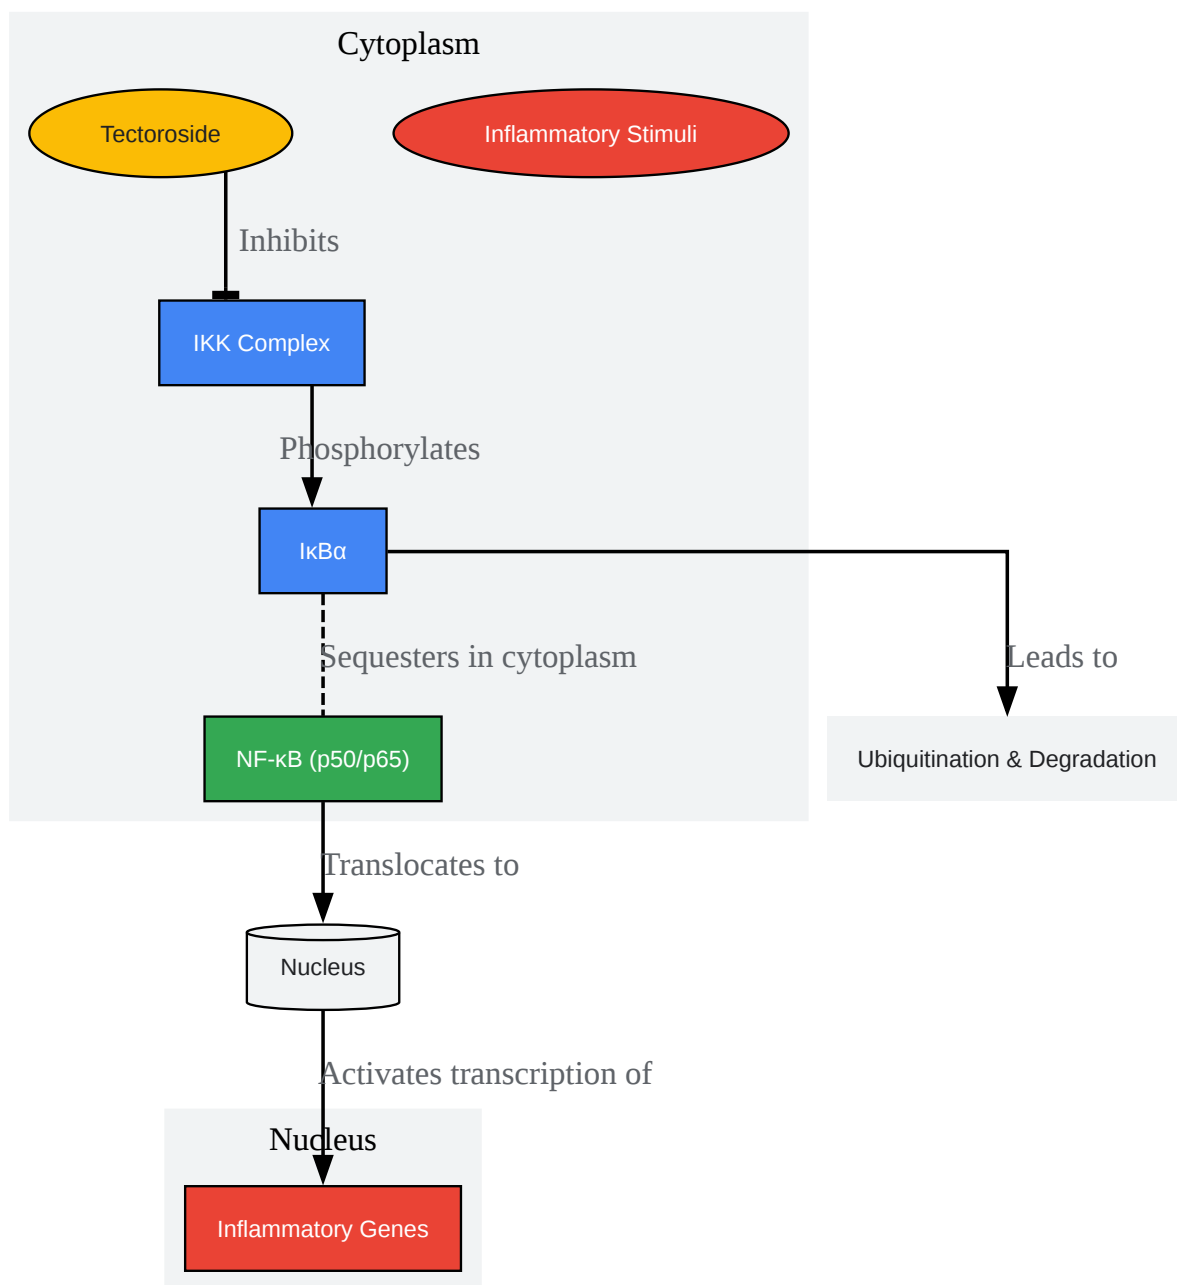 Cytoplasm
Tectoroside
Inflammatory Stimuli
Inhibits
IKK Complex
Phosphorylates
IκBα
Sequesters in cytoplasm
Leads to
NF-κB (p50/p65)
Ubiquitination & Degradation
Translocates to
Nucleus
Activates transcription of
Nucleus
Inflammatory Genes